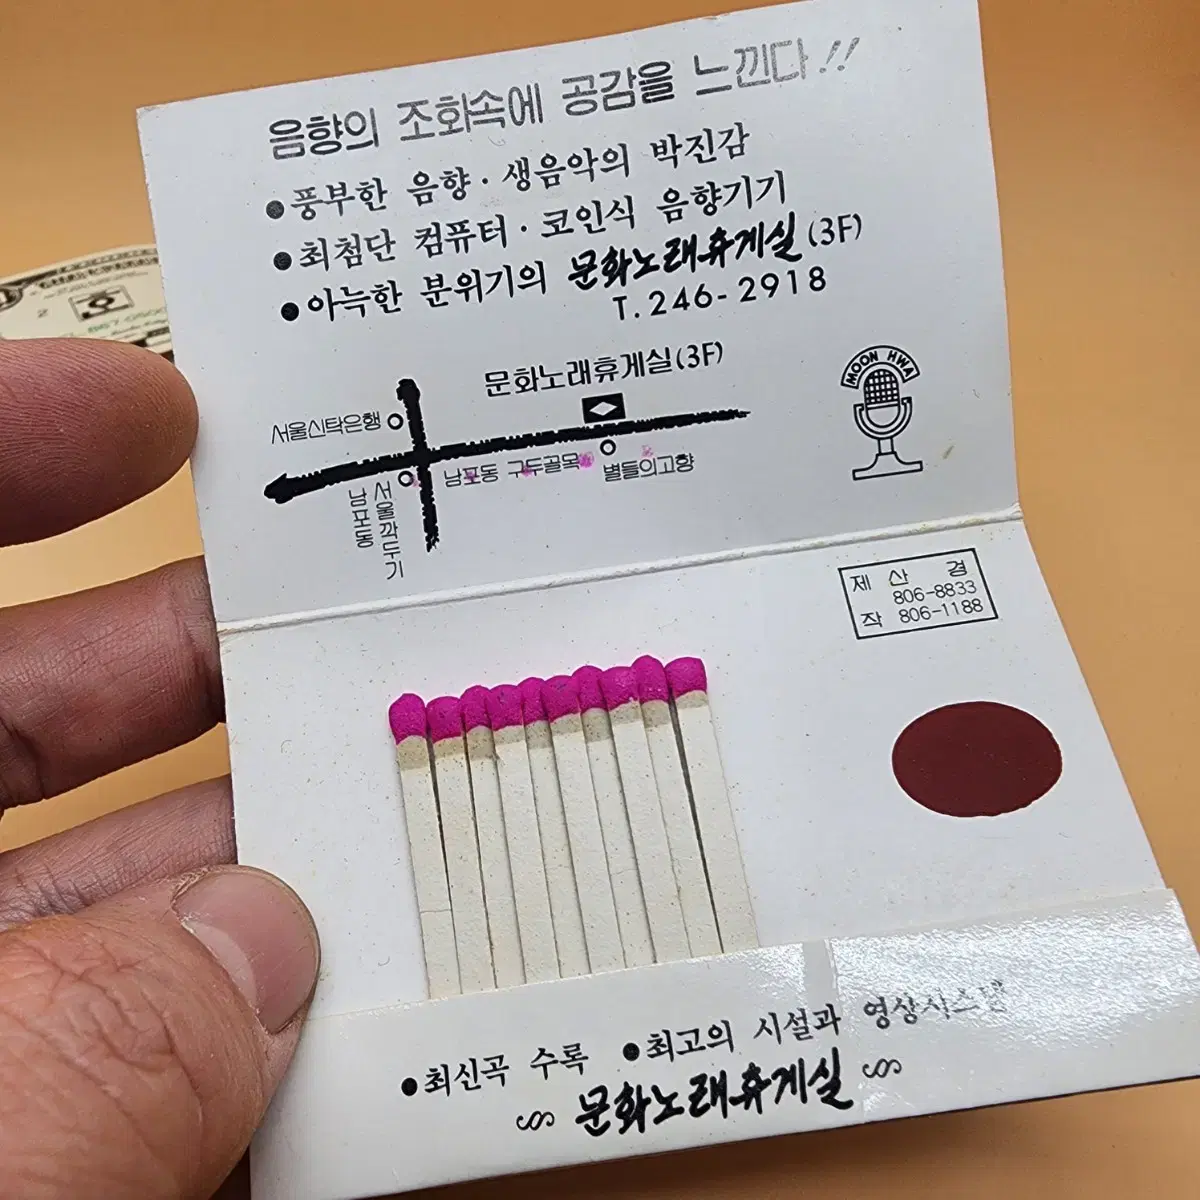 음향의 조화속에 공감을 느낀다!!
●풍부한 음향·생음악의 박진감
●최첨단 컴퓨터·코인식 음향기기
●아늑한 분위기의 문화노래휴게실(3F)
T.246-2918
문화노래휴게실(3F)
MOON HWA
서울신탁은행
남포동 구두골목
별들의고향
서울깍두기
남포동
제 산 경
806-8833
작 806-1188
●최신곡 수록 ●최고의 시설과 영상시스템
문화노래휴게실